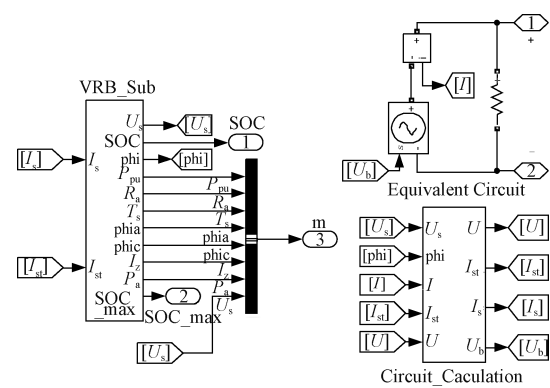 VRB_Sub
[I_s]
I_s
[I_st]
I_st
U_s
SOC
phi
P_pu
R_a
T_s
phia
phic
I_z
P_a
SOC
_max
[U_s]
SOC
1
[phi]
P_pu
R_a
T_s
phia
phic
I_z
P_a
U_s
m
3
2
SOC_max
[U_s]
+
[I]
+
s
[U_b]
1
+
+
−
2
Equivalent Circuit
[U_s]
[phi]
[I]
[I_st]
[U]
U_s
phi
I
I_st
U
U
I_st
I_s
U_b
[U]
[I_st]
[I_s]
[U_b]
Circuit_Caculation